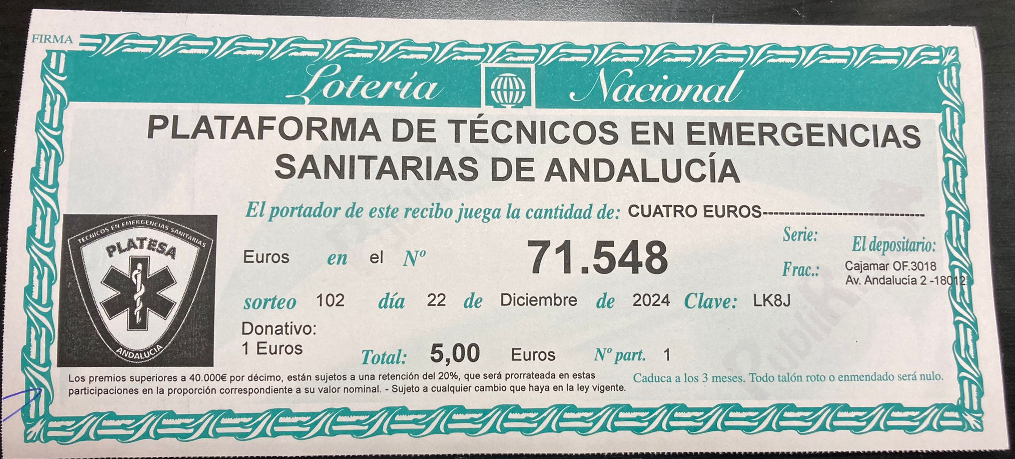 FIRMA
Lotería Nacional
PLATAFORMA DE TÉCNICOS EN EMERGENCIAS
SANITARIAS DE ANDALUCÍA
El portador de este recibo juega la cantidad de: CUATRO EUROS--------------------------------
TECNICOS EN EMERGENCIAS SANITARIAS
PLATESA
ANDALUCIA
Euros en el Nº 71.548
Serie:
Frac.:
El depositario:
Cajamar OF.3018
Av. Andalucía 2 -18012
sorteo 102 día 22 de Diciembre de 2024 Clave: LK8J
Donativo:
1 Euros
Total: 5,00 Euros Nº part. 1
Los premios superiores a 40.000€ por décimo, están sujetos a una retención del 20%, que será prorrateada en estas
participaciones en la proporción correspondiente a su valor nominal. - Sujeto a cualquier cambio que haya en la ley vigente.
Caduca a los 3 meses. Todo talón roto o enmendado será nulo.